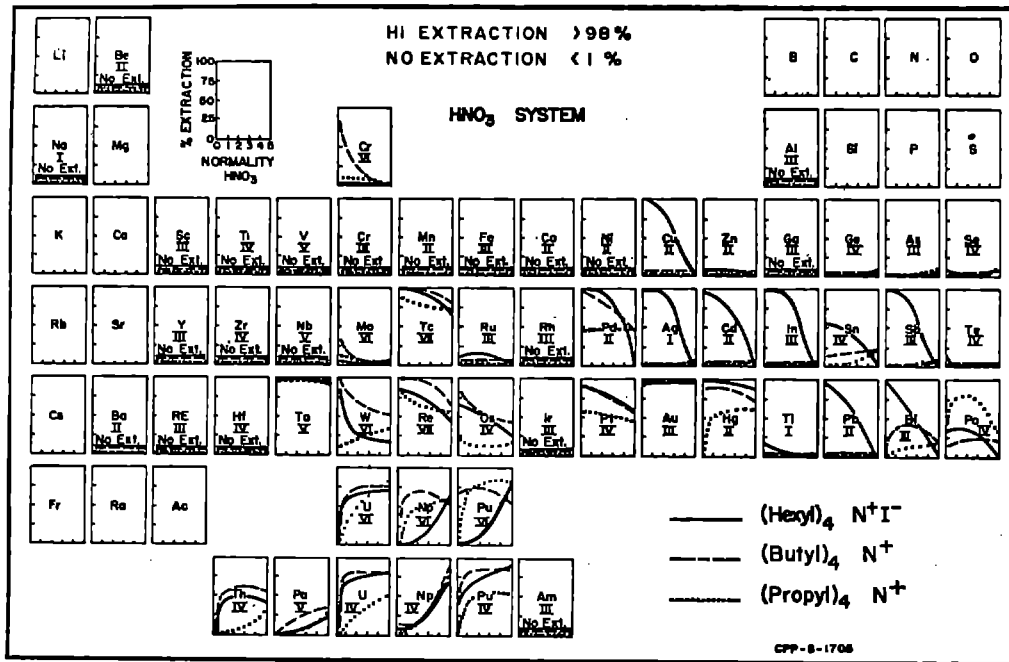 HI EXTRACTION >98%
NO EXTRACTION <1%
HNO₃ SYSTEM
% EXTRACTION
100
75
50
25
0
0 1 2 3 4 5
NORMALITY
HNO₃
Li
Be
II
No Ext.
B
C
N
O
Na
I
No Ext.
Mg
Cr
VI
Al
III
No Ext.
Si
P
S
K
Ca
Sc
III
No Ext.
Ti
IV
No Ext.
V
V
No Ext.
Cr
III
No Ext.
Mn
II
No Ext.
Fe
III
No Ext.
Co
II
No Ext.
Ni
II
No Ext.
Cu
II
Zn
II
Ga
III
No Ext.
Ge
IV
As
III
Se
IV
Rb
Sr
Y
III
No Ext.
Zr
IV
No Ext.
Nb
V
No Ext.
Mo
VI
Tc
VII
Ru
III
Rh
III
No Ext.
Pd
II
Ag
I
Cd
II
In
III
Sn
IV
Sb
III
Te
IV
Cs
Ba
II
No Ext.
RE
III
No Ext.
Hf
IV
No Ext.
Ta
V
W
VI
Re
VII
Os
IV
Ir
III
No Ext.
Pt
IV
Au
III
Hg
II
Tl
I
Pb
II
Bi
III
Po
IV
Fr
Ra
Ac
U
VI
Np
VI
Pu
VI
Th
IV
Pa
V
U
IV
Np
IV
Pu
IV
Am
III
No Ext.
(Hexyl)₄ N⁺I⁻
(Butyl)₄ N⁺
(Propyl)₄ N⁺
CPP-S-1705